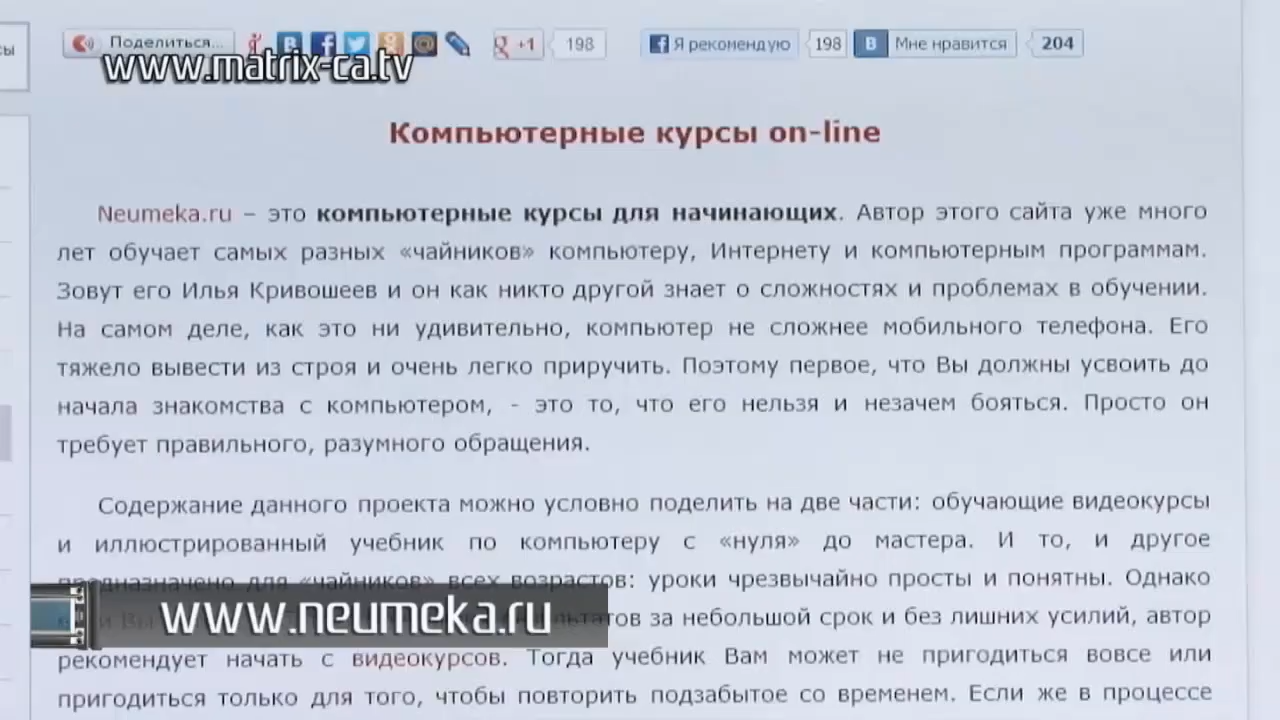 сы
Поделиться...
+1
198
Я рекомендую
198
B
Мне нравится
204
www.matrix-ca.tv
Компьютерные курсы on-line
Neumeka.ru – это компьютерные курсы для начинающих. Автор этого сайта уже много
лет обучает самых разных «чайников» компьютеру, Интернету и компьютерным программам.
Зовут его Илья Кривошеев и он как никто другой знает о сложностях и проблемах в обучении.
На самом деле, как это ни удивительно, компьютер не сложнее мобильного телефона. Его
тяжело вывести из строя и очень легко приручить. Поэтому первое, что Вы должны усвоить до
начала знакомства с компьютером, - это то, что его нельзя и незачем бояться. Просто он
требует правильного, разумного обращения.
Содержание данного проекта можно условно поделить на две части: обучающие видеокурсы
и иллюстрированный учебник по компьютеру с «нуля» до мастера. И то, и другое
предназначено для «чайников» всех возрастов: уроки чрезвычайно просты и понятны. Однако
за небольшой срок и без лишних усилий, автор
www.neumeka.ru
рекомендует начать с видеокурсов. Тогда учебник Вам может не пригодиться вовсе или
пригодиться только для того, чтобы повторить подзабытое со временем. Если же в процессе